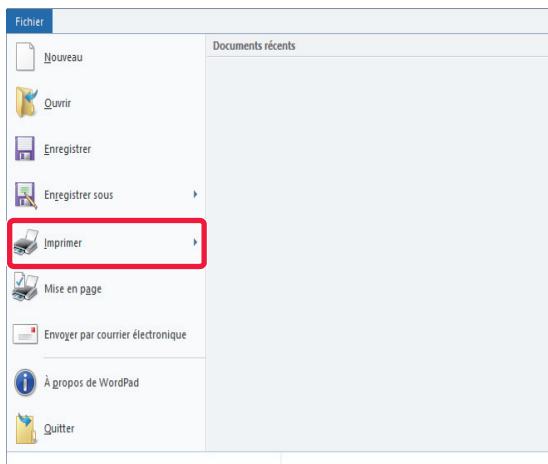 Fichier
Documents récents
Nouveau
Ouvrir
Enregistrer
Enregistrer sous
Imprimer
Mise en page
Envoyer par courrier électronique
À propos de WordPad
Quitter